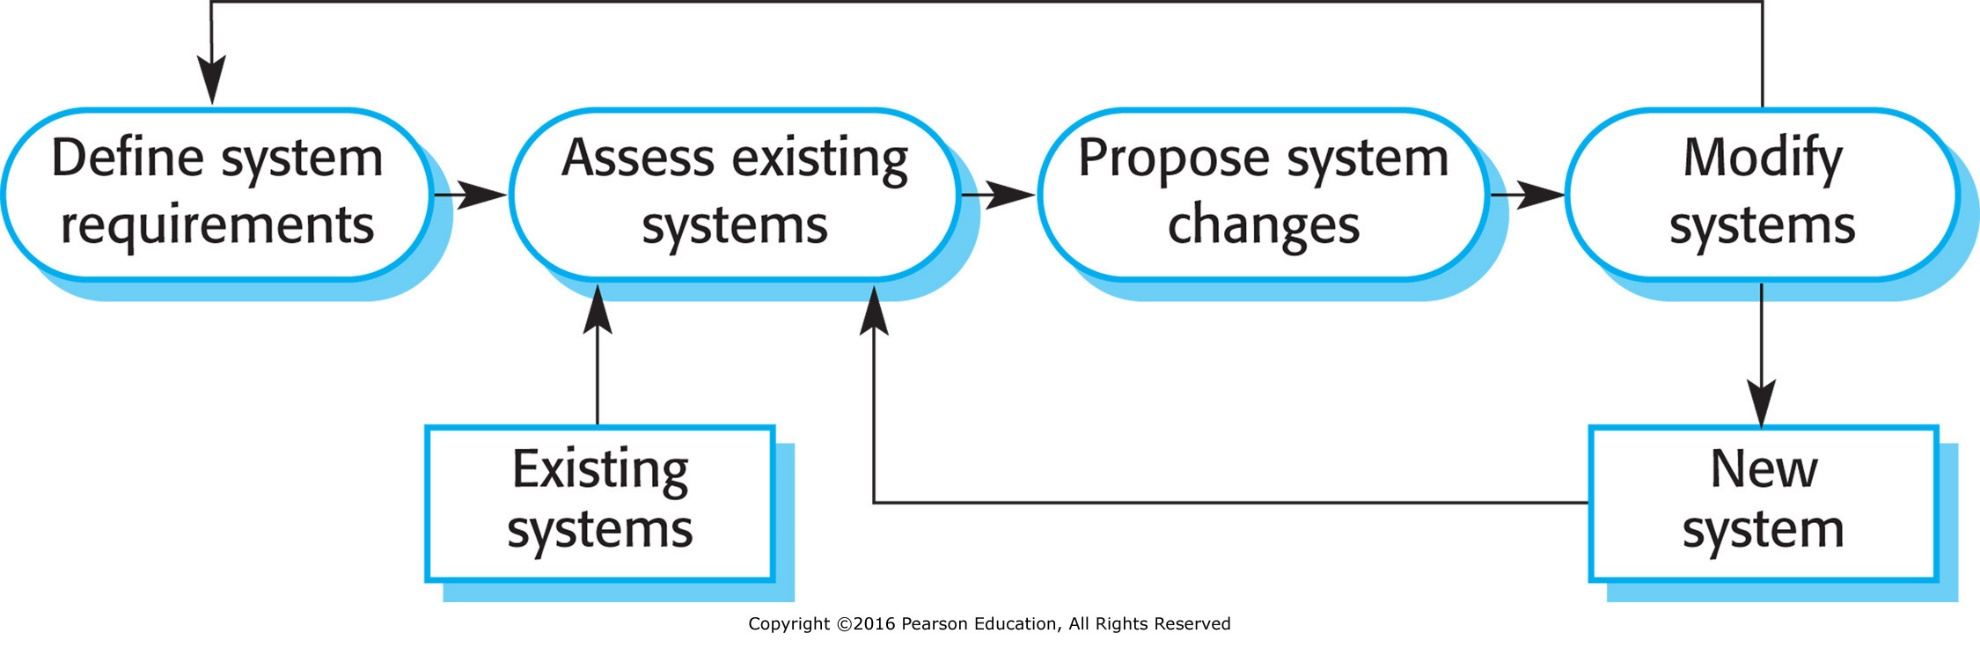 Define system
requirements
Assess existing
systems
Propose system
changes
Modify
systems
Existing
systems
New
system
Copyright ©2016 Pearson Education, All Rights Reserved